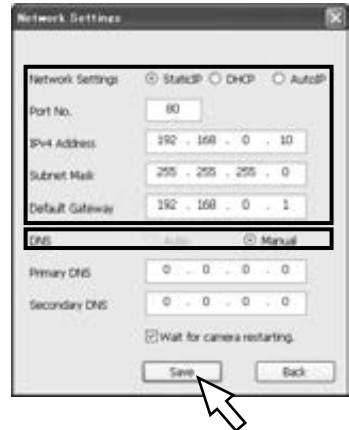 Network Settings
Network Settings StaticIP DHCP AutoIP
Port No. 80
IPv4 Address 192 . 168 . 0 . 10
Subnet Mask 255 . 255 . 255 . 0
Default Gateway 192 . 168 . 0 . 1
DNS Auto Manual
Primary DNS 0 . 0 . 0 . 0
Secondary DNS 0 . 0 . 0 . 0
Wait for camera restarting.
Save Back